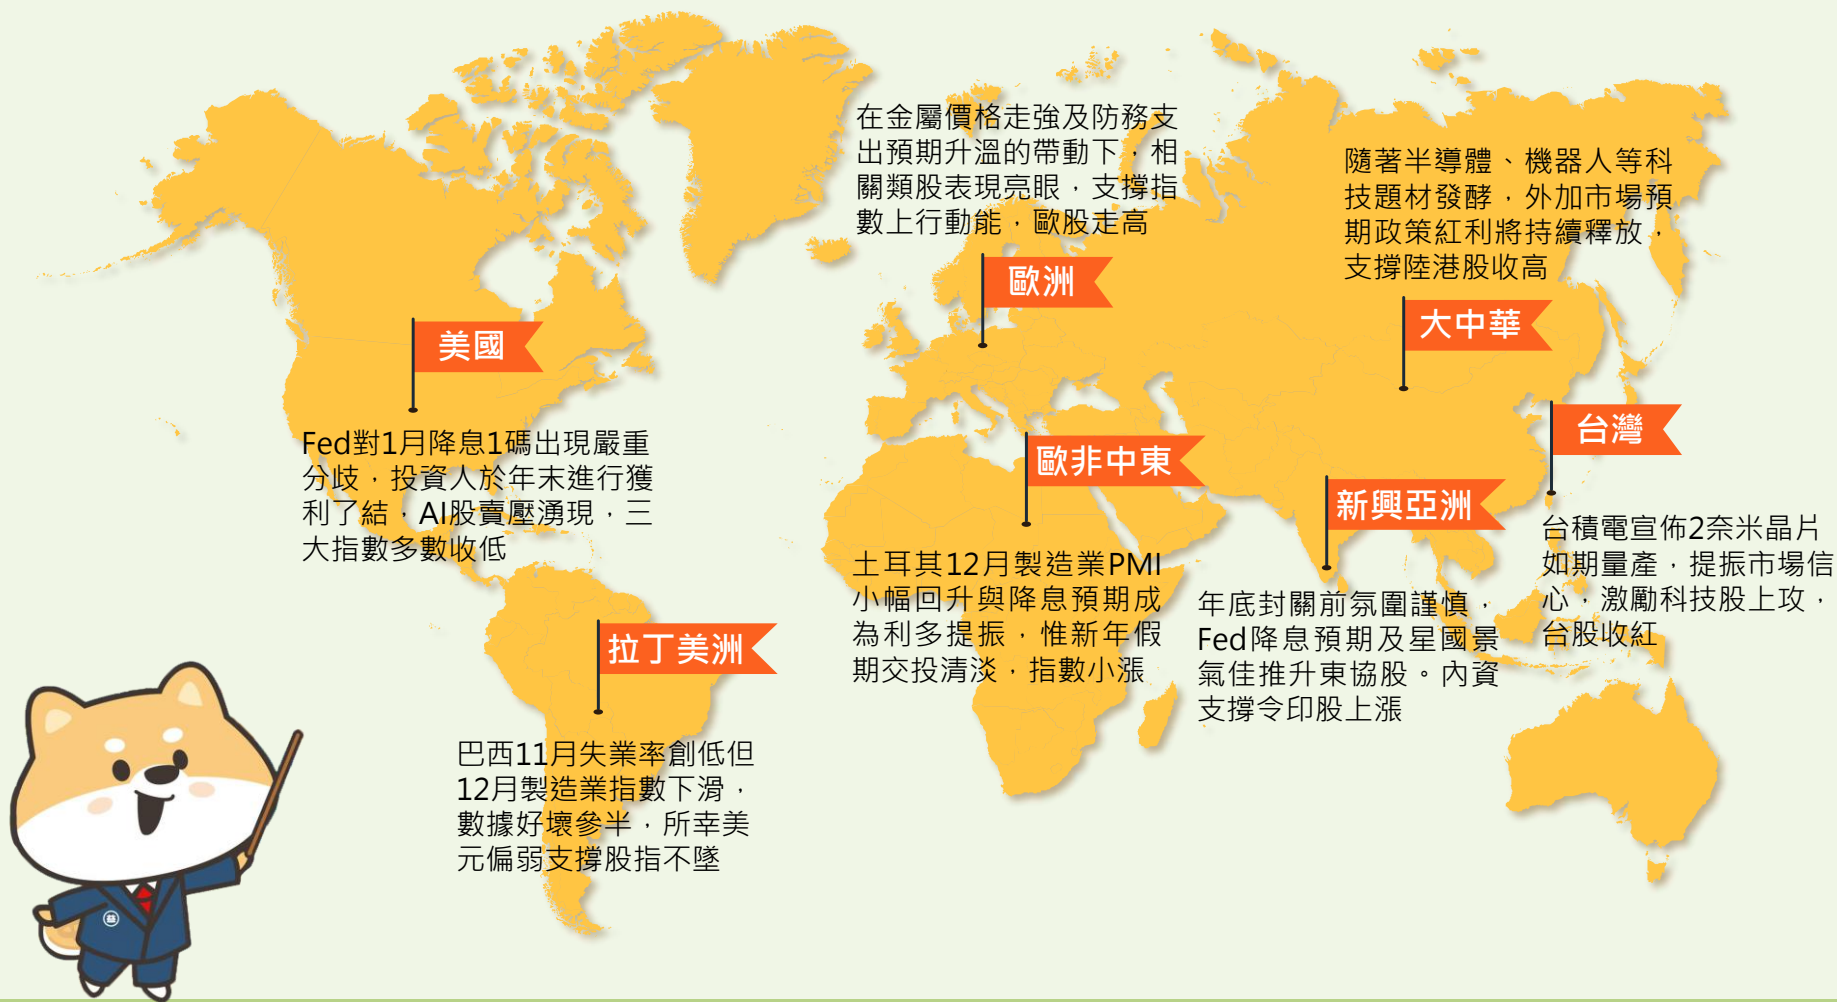 在金屬價格走強及防務支
出預期升溫的帶動下，相
關類股表現亮眼，支撐指
數上行動能，歐股走高
歐洲
隨著半導體、機器人等科
技題材發酵，外加市場預
期政策紅利將持續釋放，
支撐陸港股收高
大中華
美國
Fed對1月降息1碼出現嚴重
分歧，投資人於年末進行獲
利了結，AI股賣壓湧現，三
大指數多數收低
歐非中東
土耳其12月製造業PMI
小幅回升與降息預期成
為利多提振，惟新年假
期交投清淡，指數小漲
新興亞洲
年底封關前氛圍謹慎，
Fed降息預期及星國景
氣佳推升東協股。內資
支撐令印股上漲
台灣
台積電宣佈2奈米晶片
如期量產，提振市場信
心，激勵科技股上攻，
台股收紅
拉丁美洲
巴西11月失業率創低但
12月製造業指數下滑，
數據好壞參半，所幸美
元偏弱支撐股指不墜